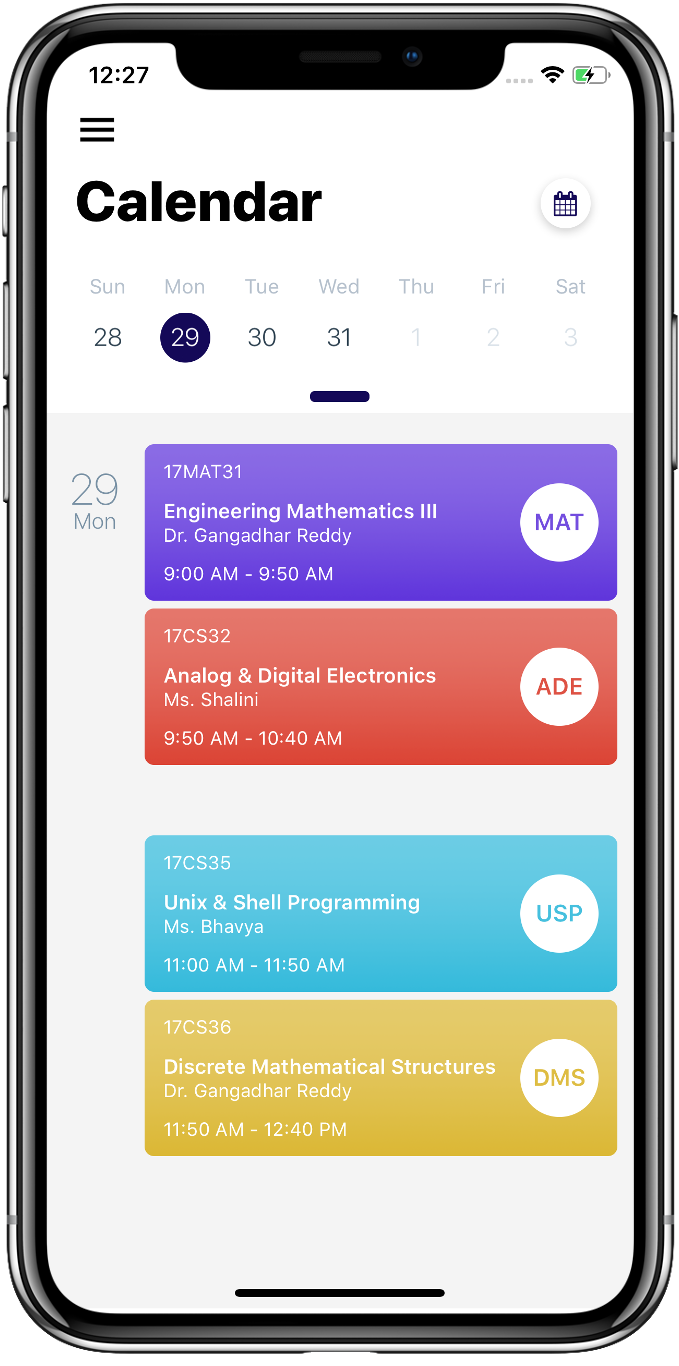 12:27
Calendar
Sun Mon Tue Wed Thu Fri Sat
28 29 30 31 1 2 3
29
Mon
17MAT31
Engineering Mathematics III
Dr. Gangadhar Reddy
9:00 AM - 9:50 AM
MAT
17CS32
Analog & Digital Electronics
Ms. Shalini
9:50 AM - 10:40 AM
ADE
17CS35
Unix & Shell Programming
Ms. Bhavya
11:00 AM - 11:50 AM
USP
17CS36
Discrete Mathematical Structures
Dr. Gangadhar Reddy
11:50 AM - 12:40 PM
DMS